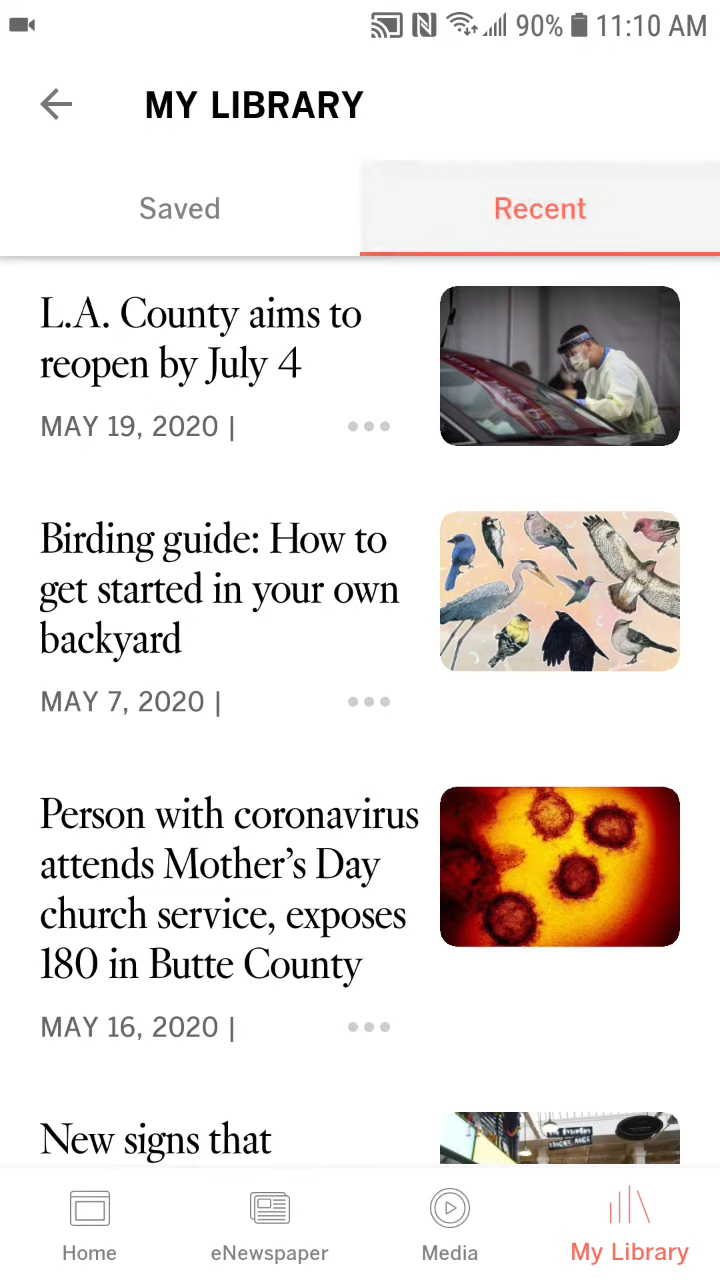 90% 11:10 AM
MY LIBRARY
Saved
Recent
L.A. County aims to
reopen by July 4
MAY 19, 2020 |
Birding guide: How to
get started in your own
backyard
MAY 7, 2020 |
Person with coronavirus
attends Mother’s Day
church service, exposes
180 in Butte County
MAY 16, 2020 |
New signs that
Home
eNewspaper
Media
My Library